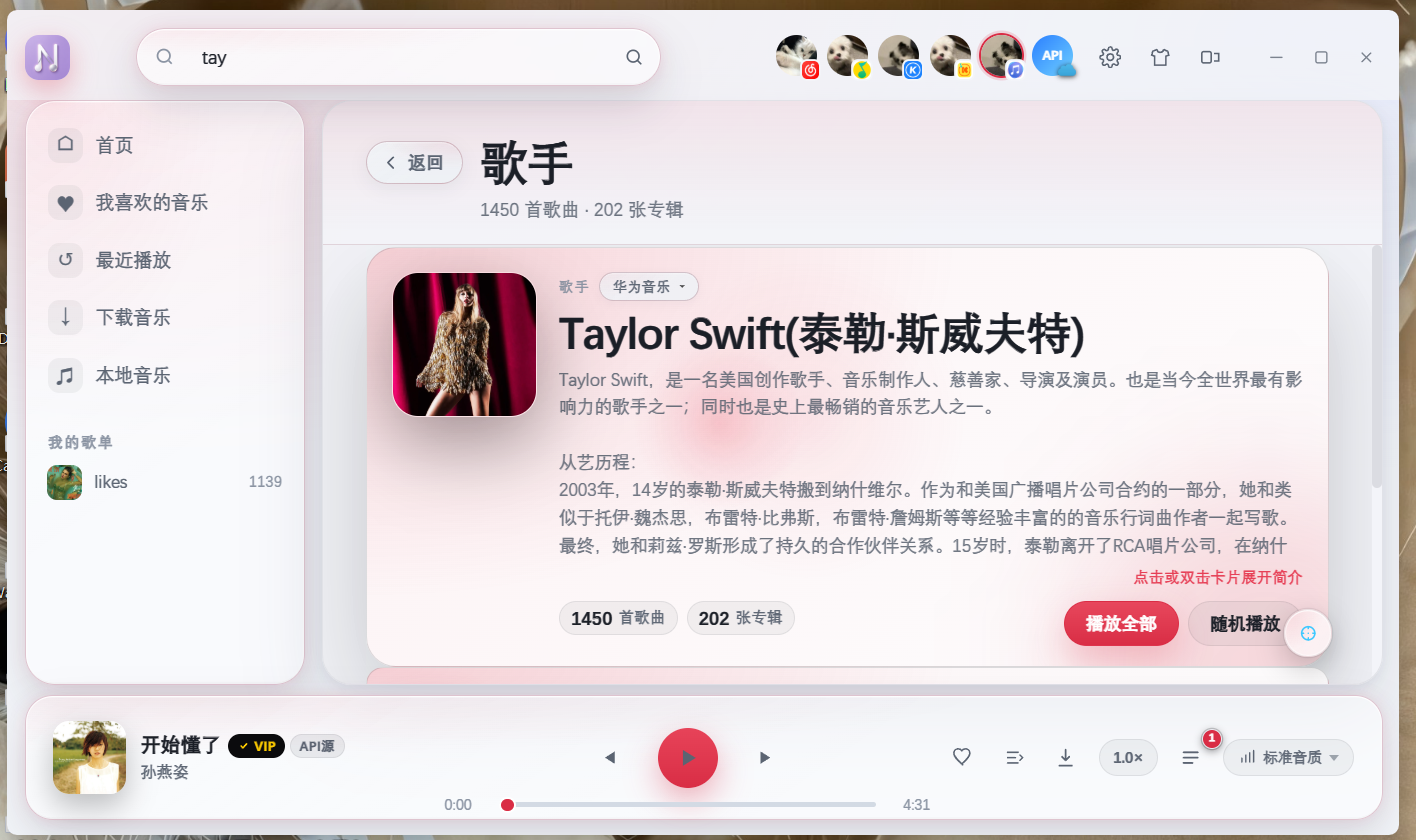 tay
API
首页
我喜欢的音乐
最近播放
下载音乐
本地音乐
我的歌单
likes 1139
返回
歌手
1450 首歌曲 · 202 张专辑
歌手 华为音乐
Taylor Swift(泰勒·斯威夫特)
Taylor Swift，是一名美国创作歌手、音乐制作人、慈善家、导演及演员。也是当今全世界最有影
响力的歌手之一；同时也是史上最畅销的音乐艺人之一。
从艺历程：
2003年，14岁的泰勒·斯威夫特搬到纳什维尔。作为和美国广播唱片公司合约的一部分，她和类
似于托伊·魏杰思，布雷特·比弗斯，布雷特·詹姆斯等等经验丰富的的音乐行词曲作者一起写歌。
最终，她和莉兹·罗斯形成了持久的合作伙伴关系。15岁时，泰勒离开了RCA唱片公司，在纳什
点击或双击卡片展开简介
1450 首歌曲 202 张专辑
播放全部 随机播放
开始懂了 VIP API源
孙燕姿
0:00 4:31
1.0×
1
标准音质